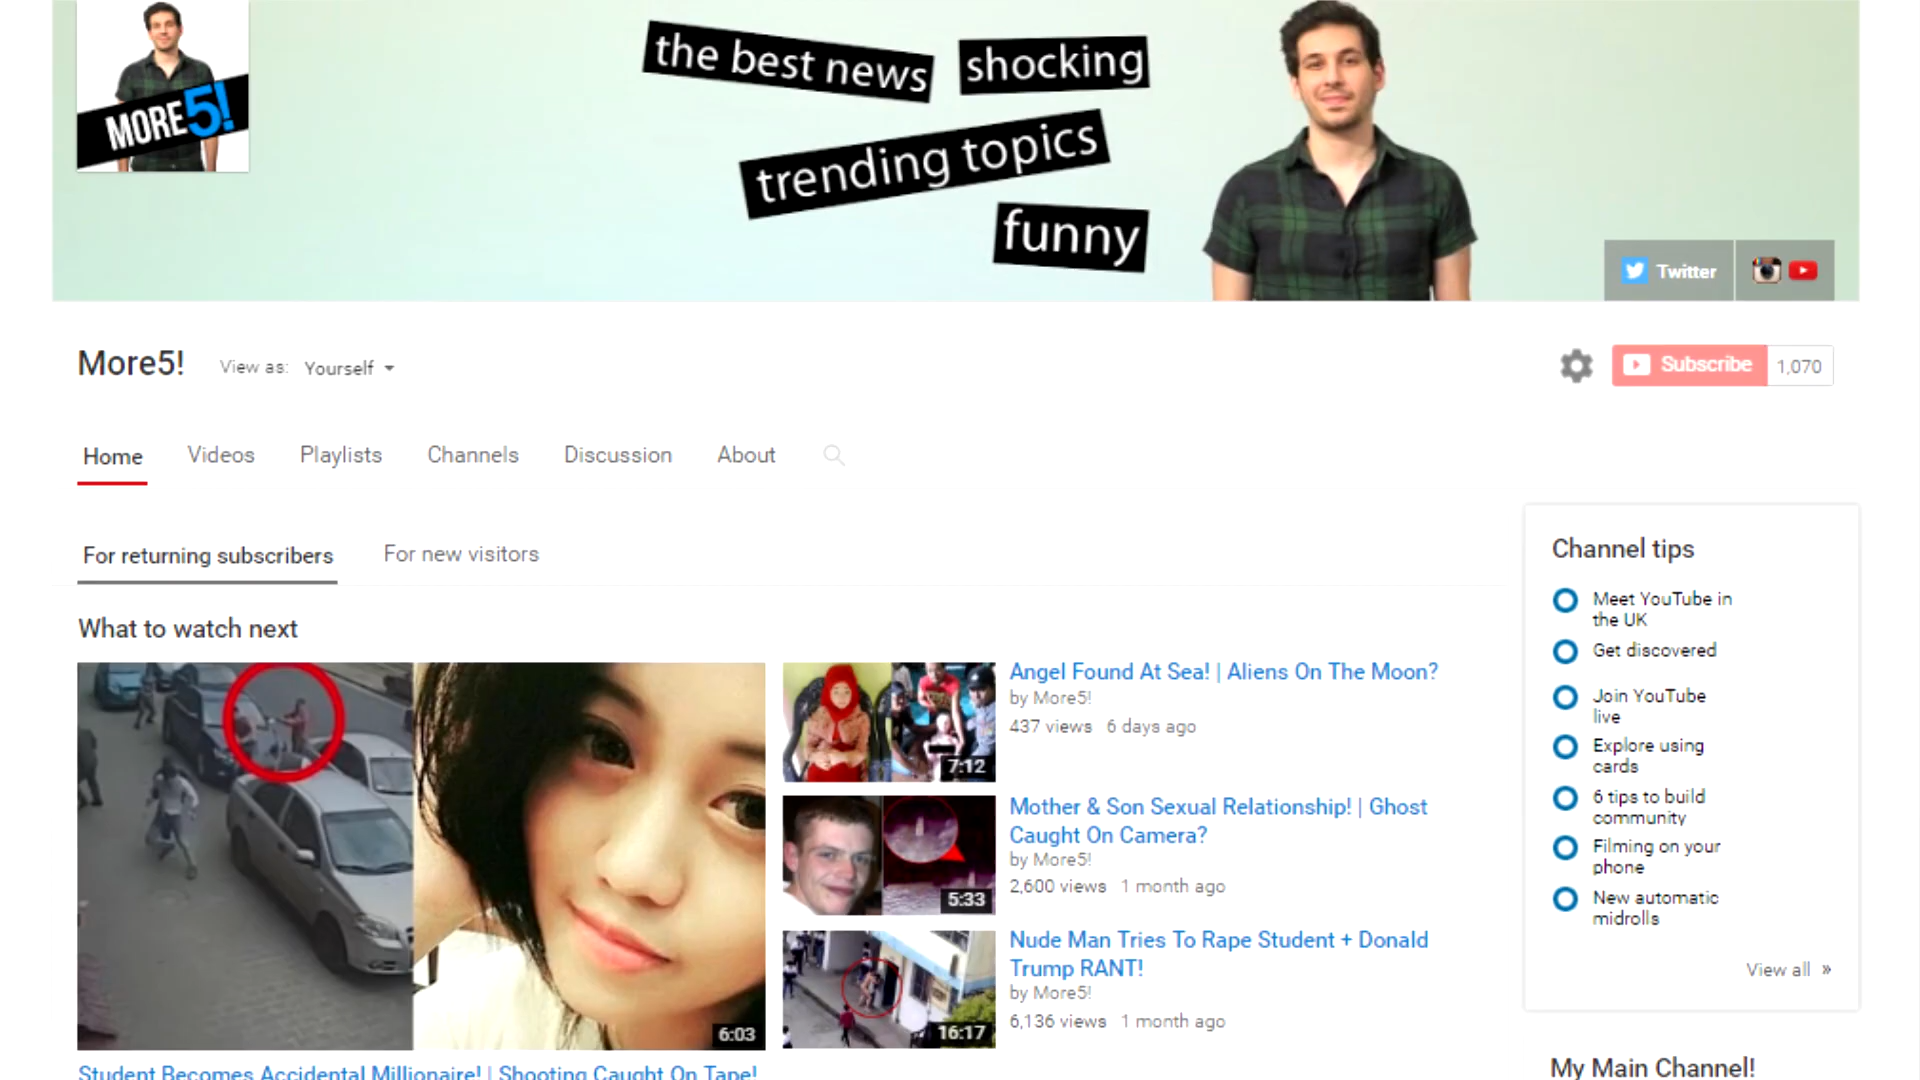 the best news
shocking
trending topics
funny
MORE5!
Twitter
More5!
View as: Yourself
Subscribe
1,070
Home
Videos
Playlists
Channels
Discussion
About
For returning subscribers
For new visitors
What to watch next
6:03
Student Becomes Accidental Millionaire! | Shooting Caught On Tape!
7:12
Angel Found At Sea! | Aliens On The Moon?
by More5!
437 views 6 days ago
5:33
Mother & Son Sexual Relationship! | Ghost
Caught On Camera?
by More5!
2,600 views 1 month ago
16:17
Nude Man Tries To Rape Student + Donald
Trump RANT!
by More5!
6,136 views 1 month ago
Channel tips
Meet YouTube in
the UK
Get discovered
Join YouTube
live
Explore using
cards
6 tips to build
community
Filming on your
phone
New automatic
midrolls
View all »
My Main Channel!